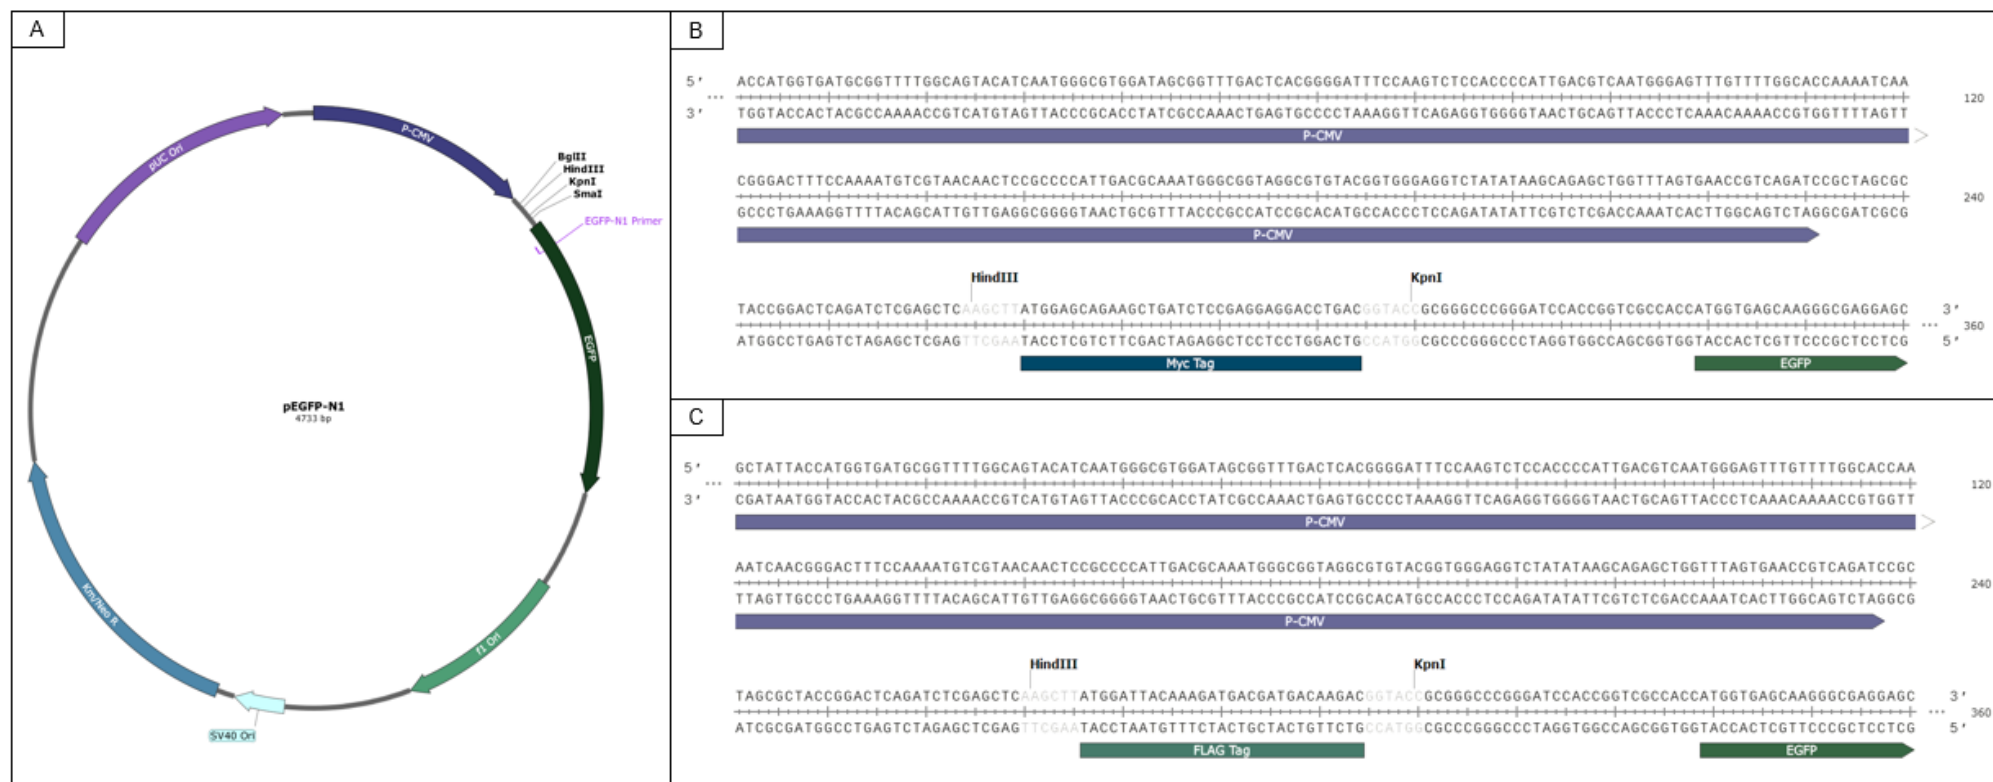 A
P-CMV
pUC Ori
BglII
HindIII
KpnI
SmaI
EGFP-N1 Primer
EGFP
pEGFP-N1
4733 bp
f1 Ori
Km/Neo R
SV40 Ori
B
5′ ACCATGGTGATGCGGTTTTGGCAGTACATCAATGGGCGTGGATAGCGGTTTGACTCACGGGGATTTCCAAGTCTCCACCCCATTGACGTCAATGGGAGTTTGTTTTGGCACCAAAATCAA
... 120
3′ TGGTACCACTACGCCAAAACCGTCATGTAGTTACCCGCACCTATCGCCAAACTGAGTGCCCCTAAAGGTTCAGAGGTGGGGTAACTGCAGTTACCCTCAAACAAAACCGTGGTTTTAGTT
P-CMV
CGGGACTTTCCAAAATGTCGTAACAACTCCGCCCCATTGACGCAAATGGGCGGTAGGCGTGTACGGTGGGAGGTCTATATAAGCAGAGCTGGTTTAGTGAACCGTCAGATCCGCTAGCGC
240
GCCCTGAAAGGTTTTACAGCATTGTTGAGGCGGGGTAACTGCGTTTACCCGCCATCCGCACATGCCACCCTCCAGATATATTCGTCTCGACCAAATCACTTGGCAGTCTAGGCGATCGCG
P-CMV
HindIII KpnI
TACCGGACTCAGATCTCGAGCTCAAGCTTATGGAGCAGAAGCTGATCTCCGAGGAGGACCTGACGGTACCGCGGGCCCGGGATCCACCGGTCGCCACCATGGTGAGCAAGGGCGAGGAGC 3′
... 360
ATGGCCTGAGTCTAGAGCTCGAGTTCGAATACCTCGTCTTCGACTAGAGGCTCCTCCTGGACTGCCATGGCGCCCGGGCCCTAGGTGGCCAGCGGTGGTACCACTCGTTCCCGCTCCTCG 5′
Myc Tag EGFP
C
5′ GCTATTACCATGGTGATGCGGTTTTGGCAGTACATCAATGGGCGTGGATAGCGGTTTGACTCACGGGGATTTCCAAGTCTCCACCCCATTGACGTCAATGGGAGTTTGTTTTGGCACCAA
... 120
3′ CGATAATGGTACCACTACGCCAAAACCGTCATGTAGTTACCCGCACCTATCGCCAAACTGAGTGCCCCTAAAGGTTCAGAGGTGGGGTAACTGCAGTTACCCTCAAACAAAACCGTGGTT
P-CMV
AATCAACGGGACTTTCCAAAATGTCGTAACAACTCCGCCCCATTGACGCAAATGGGCGGTAGGCGTGTACGGTGGGAGGTCTATATAAGCAGAGCTGGTTTAGTGAACCGTCAGATCCGC
240
TTAGTTGCCCTGAAAGGTTTTACAGCATTGTTGAGGCGGGGTAACTGCGTTTACCCGCCATCCGCACATGCCACCCTCCAGATATATTCGTCTCGACCAAATCACTTGGCAGTCTAGGCG
P-CMV
HindIII KpnI
TAGCGCTACCGGACTCAGATCTCGAGCTCAAGCTTATGGATTACAAAGATGACGATGACAAGACGGTACCGCGGGCCCGGGATCCACCGGTCGCCACCATGGTGAGCAAGGGCGAGGAGC 3′
... 360
ATCGCGATGGCCTGAGTCTAGAGCTCGAGTTCGAATACCTAATGTTTCTACTGCTACTGTTCTGCCATGGCGCCCGGGCCCTAGGTGGCCAGCGGTGGTACCACTCGTTCCCGCTCCTCG 5′
FLAG Tag EGFP